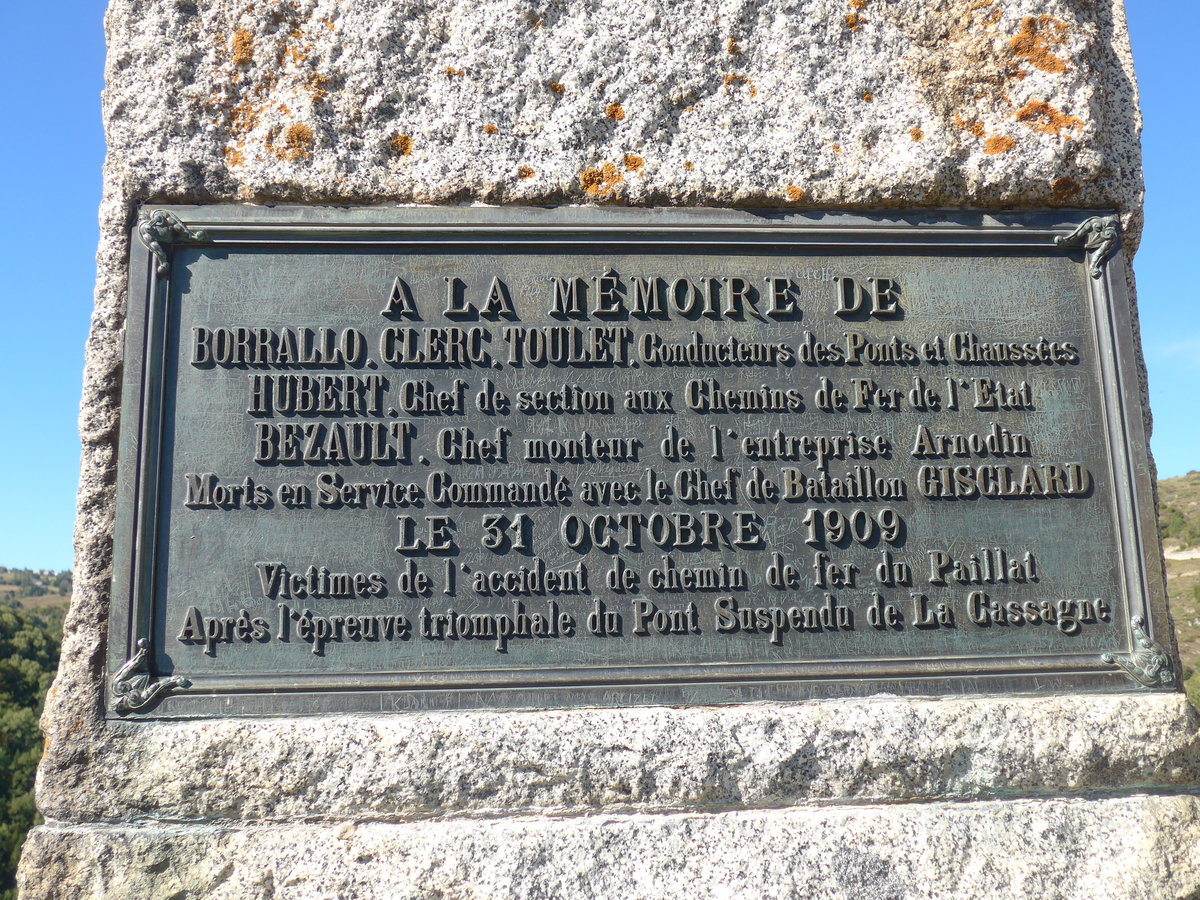 A LA MÉMOIRE DE
BORRALLO, CLERC, TOULET, Conducteurs des Ponts et Chaussées
HUBERT, Chef de section aux Chemins de Fer de l'Etat
BEZAULT, Chef monteur de l'entreprise Arnodin
Morts en Service Commandé avec le Chef de Bataillon GISCLARD
LE 31 OCTOBRE 1909
Victimes de l'accident de chemin de fer du Paillat
Après l'épreuve triomphale du Pont Suspendu de La Cassagne